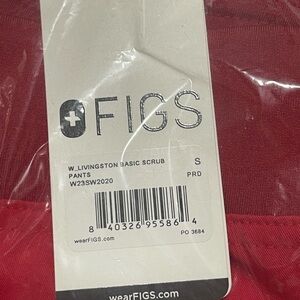 FIGS
W_LIVINGSTON BASIC SCRUB S
PANTS PRD
W23SW2020
8 40326 95586 4
wearFIGS.com PO 3684
wearFIGS.com